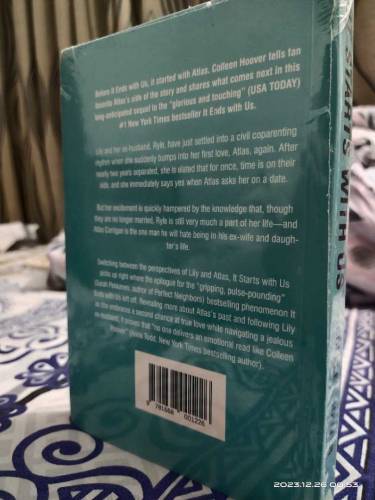 Before It Ends with Us, it started with Atlas. Colleen Hoover tells fan
favorite Atlas's side of the story and shares what comes next in this
long-anticipated sequel to the "glorious and touching" (USA TODAY)
#1 New York Times bestseller It Ends with Us.
Lily and her ex-husband, Ryle, have just settled into a civil coparenting
rhythm when she suddenly bumps into her first love, Atlas, again. After
nearly two years separated, she is elated that for once, time is on their
side, and she immediately says yes when Atlas asks her on a date.
But her excitement is quickly hampered by the knowledge that, though
they are no longer married, Ryle is still very much a part of her life—and
Atlas Corrigan is the one man he will hate being in his ex-wife and daugh-
ter's life.
Switching between the perspectives of Lily and Atlas, It Starts with Us
picks up right where the epilogue for the "gripping, pulse-pounding"
(Sarah Pekkanen, author of Perfect Neighbors) bestselling phenomenon It
Ends with Us left off. Revealing more about Atlas's past and following Lily
as she embraces a second chance at true love while navigating a jealous
ex-husband, it proves that "no one delivers an emotional read like Colleen
Hoover" (Anna Todd, New York Times bestselling author).
9 781668 001226
STARTS WITH US
2023.12.26 00:53